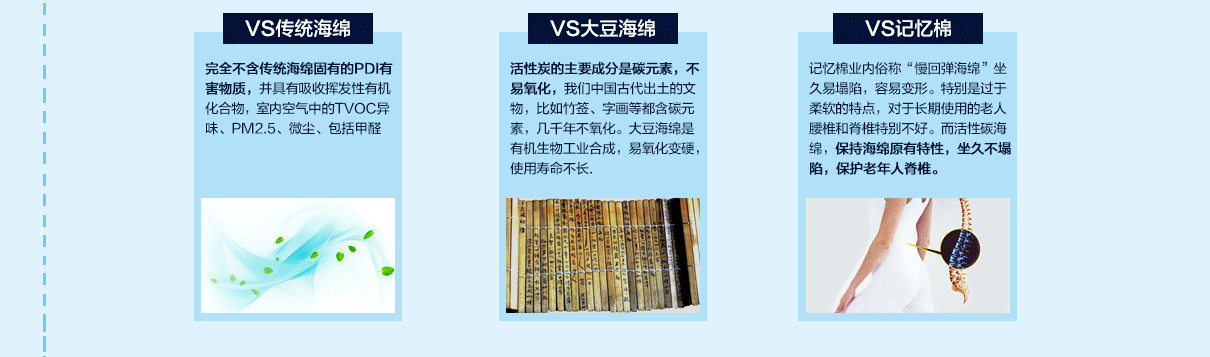 VS传统海绵
完全不含传统海绵固有的PDI有
害物质，并具有吸收挥发性有机
化合物，室内空气中的TVOC异
味、PM2.5、微尘、包括甲醛
VS大豆海绵
活性炭的主要成分是碳元素，不
易氧化，我们中国古代出土的文
物，比如竹签、字画等都含碳元
素，几千年不氧化。大豆海绵是
有机生物工业合成，易氧化变硬，
使用寿命不长.
VS记忆棉
记忆棉业内俗称“慢回弹海绵”坐
久易塌陷，容易变形。特别是过于
柔软的特点，对于长期使用的老人
腰椎和脊椎特别不好。而活性碳海
绵，保持海绵原有特性，坐久不塌
陷，保护老年人脊椎。